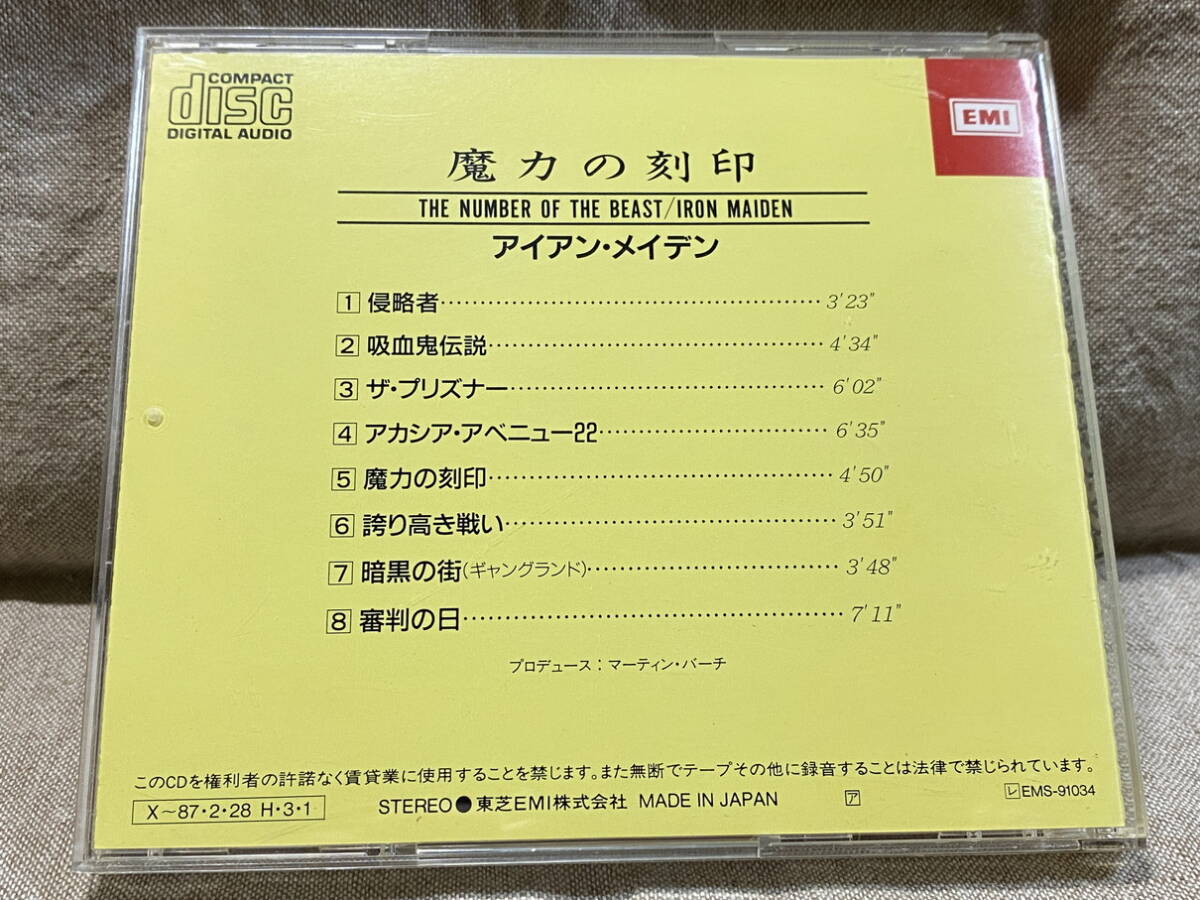 COMPACT
disc
DIGITAL AUDIO
EMI
魔力の刻印
THE NUMBER OF THE BEAST/IRON MAIDEN
アイアン・メイデン
1 侵略者 3'23"
2 吸血鬼伝説 4'34"
3 ザ・プリズナー 6'02"
4 アカシア・アベニュー22 6'35"
5 魔力の刻印 4'50"
6 誇り高き戦い 3'51"
7 暗黒の街(ギャングランド) 3'48"
8 審判の日 7'11"
プロデュース：マーティン・バーチ
このCDを権利者の許諾なく賃貸業に使用することを禁じます。また無断でテープその他に録音することは法律で禁じられています。
X～87・2・28 H・3・1
STEREO●東芝EMI株式会社 MADE IN JAPAN
ア
レ EMS-91034